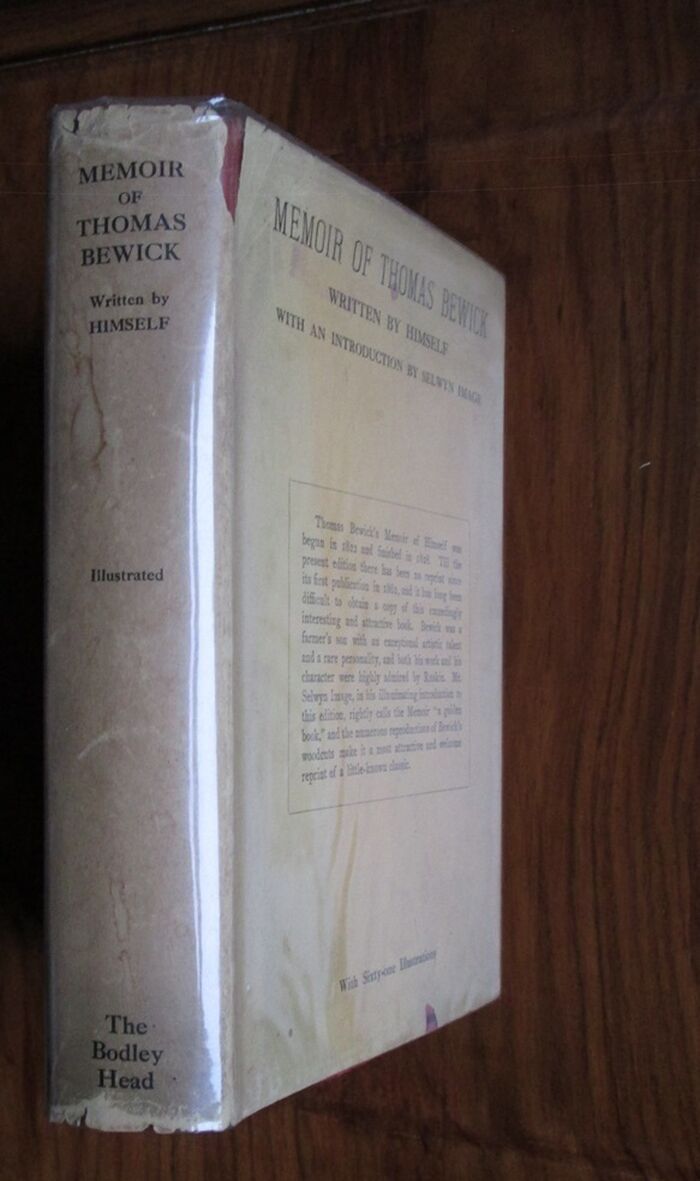 MEMOIR
OF
THOMAS
BEWICK
Written by
HIMSELF
Illustrated
The
Bodley
Head
MEMOIR OF THOMAS BEWICK
WRITTEN BY HIMSELF
WITH AN INTRODUCTION BY SELWYN IMAGE
Thomas Bewick's Memoir of Himself was
begun in 1822 and finished in 1828. Till the
present edition there has been no reprint since
its first publication in 1862, and it has long been
difficult to obtain a copy of this exceedingly
interesting and attractive book. Bewick was a
farmer's son with an exceptional artistic talent
and a rare personality, and both his work and his
character were highly admired by Ruskin. Mr.
Selwyn Image, in his illuminating introduction to
this edition, rightly calls the Memoir "a golden
book," and the numerous reproductions of Bewick's
woodcuts make it a most attractive and welcome
reprint of a little-known classic.
With Sixty-one Illustrations